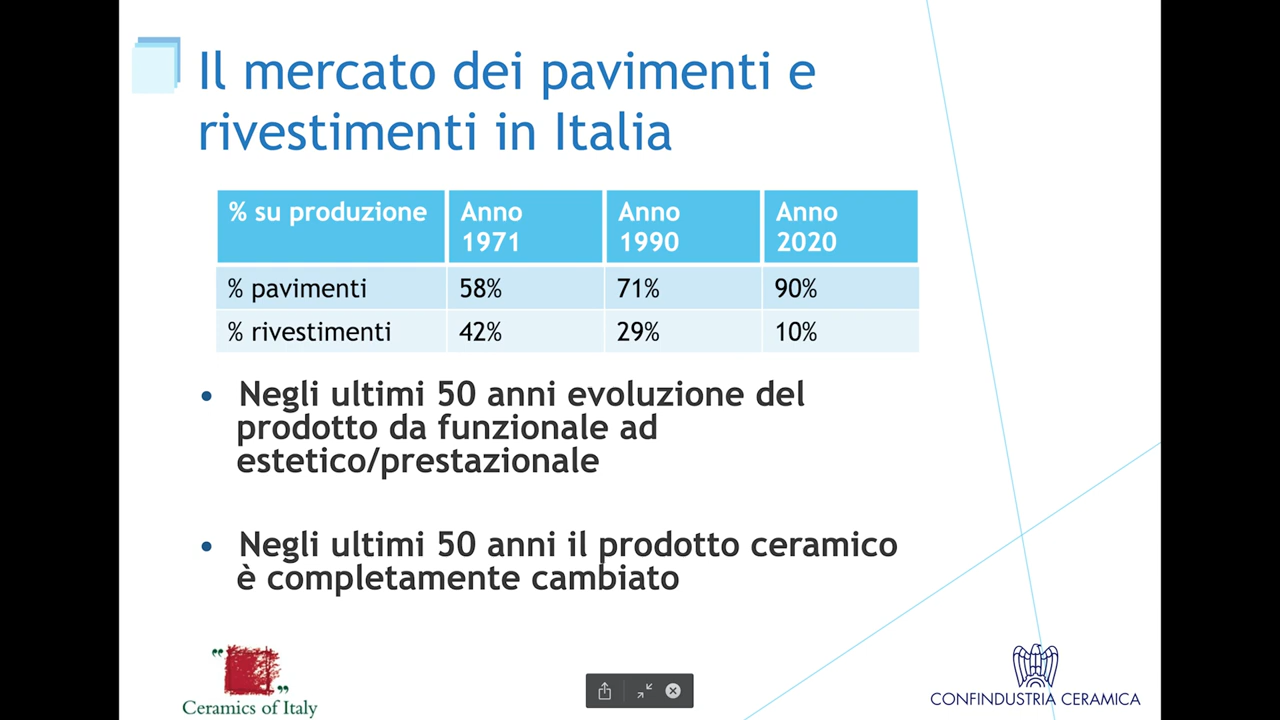 Il mercato dei pavimenti e
rivestimenti in Italia
% su produzione Anno 1971 Anno 1990 Anno 2020
% pavimenti 58% 71% 90%
% rivestimenti 42% 29% 10%
• Negli ultimi 50 anni evoluzione del
prodotto da funzionale ad
estetico/prestazionale
• Negli ultimi 50 anni il prodotto ceramico
è completamente cambiato
Ceramics of Italy
CONFINDUSTRIA CERAMICA